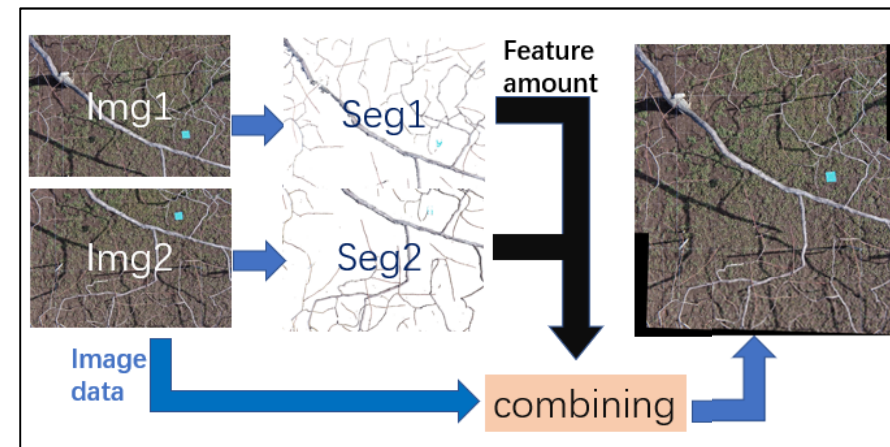 Img1
Seg1
Feature
amount
Img2
Seg2
Image
data
combining